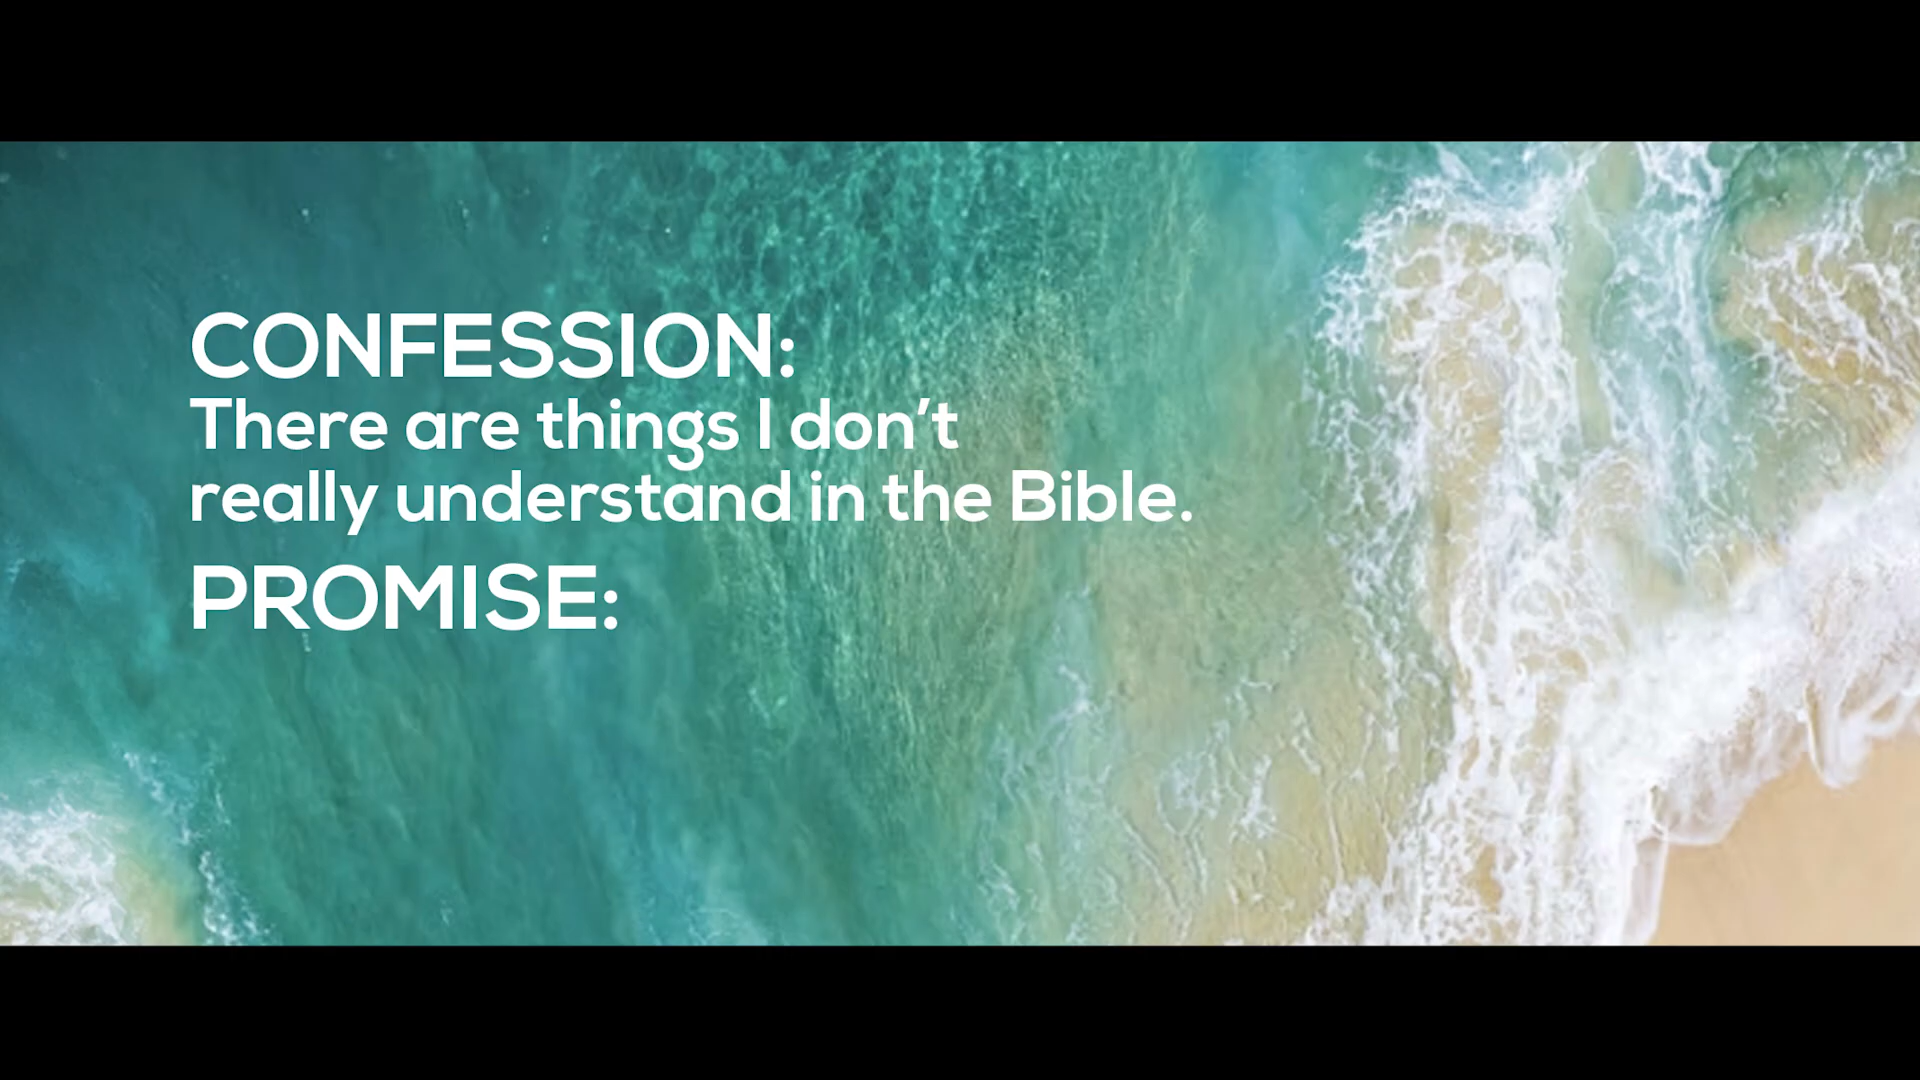 CONFESSION:
There are things I don’t
really understand in the Bible.
PROMISE: